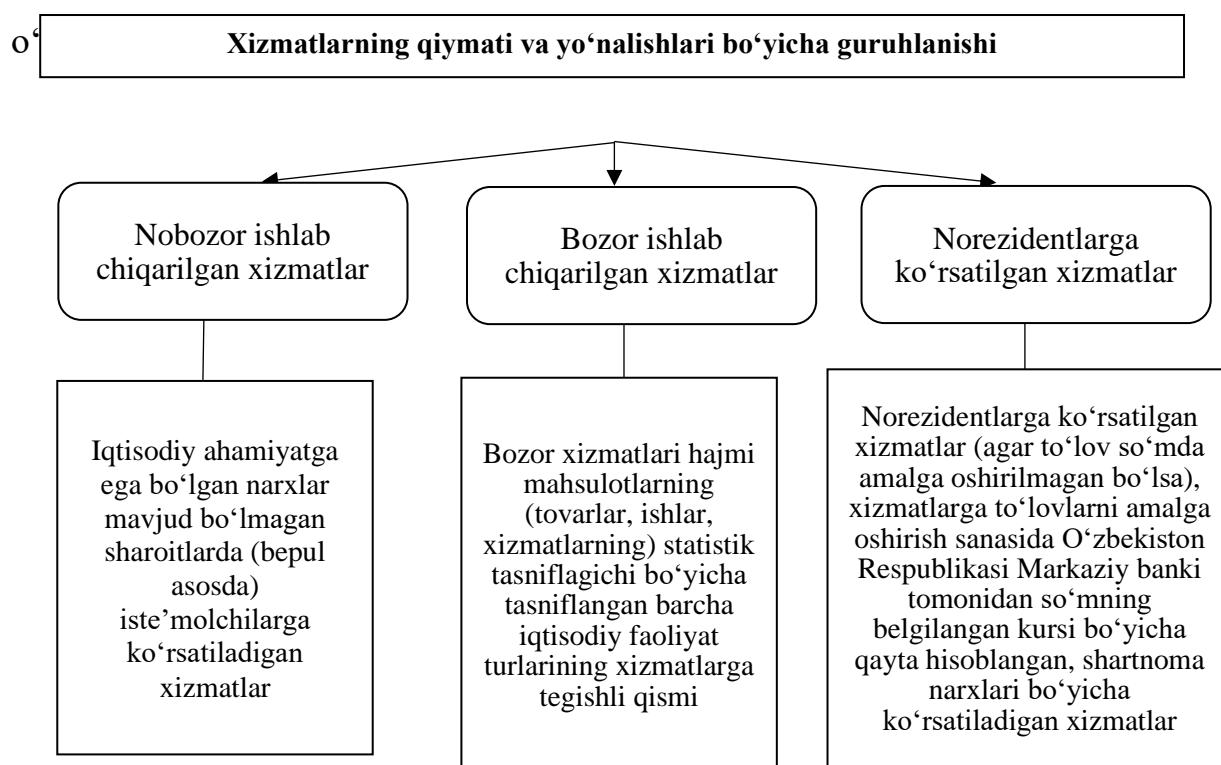 o‘
Xizmatlarning qiymati va yo‘nalishlari bo‘yicha guruhlanishi
Nobozor ishlab
chiqarilgan xizmatlar
Bozor ishlab
chiqarilgan xizmatlar
Norezidentlarga
ko‘rsatilgan xizmatlar
Iqtisodiy ahamiyatga
ega bo‘lgan narxlar
mavjud bo‘lmagan
sharoitlarda (bepul
asosda)
iste’molchilarga
ko‘rsatiladigan
xizmatlar
Bozor xizmatlari hajmi
mahsulotlarning
(tovarlar, ishlar,
xizmatlarning) statistik
tasniflagichi bo‘yicha
tasniflangan barcha
iqtisodiy faoliyat
turlarining xizmatlarga
tegishli qismi
Norezidentlarga ko‘rsatilgan
xizmatlar (agar to‘lov so‘mda
amalga oshirilmagan bo‘lsa),
xizmatlarga to‘lovlarni amalga
oshirish sanasida O‘zbekiston
Respublikasi Markaziy banki
tomonidan so‘mning
belgilangan kursi bo‘yicha
qayta hisoblangan, shartnoma
narxlari bo‘yicha
ko‘rsatiladigan xizmatlar